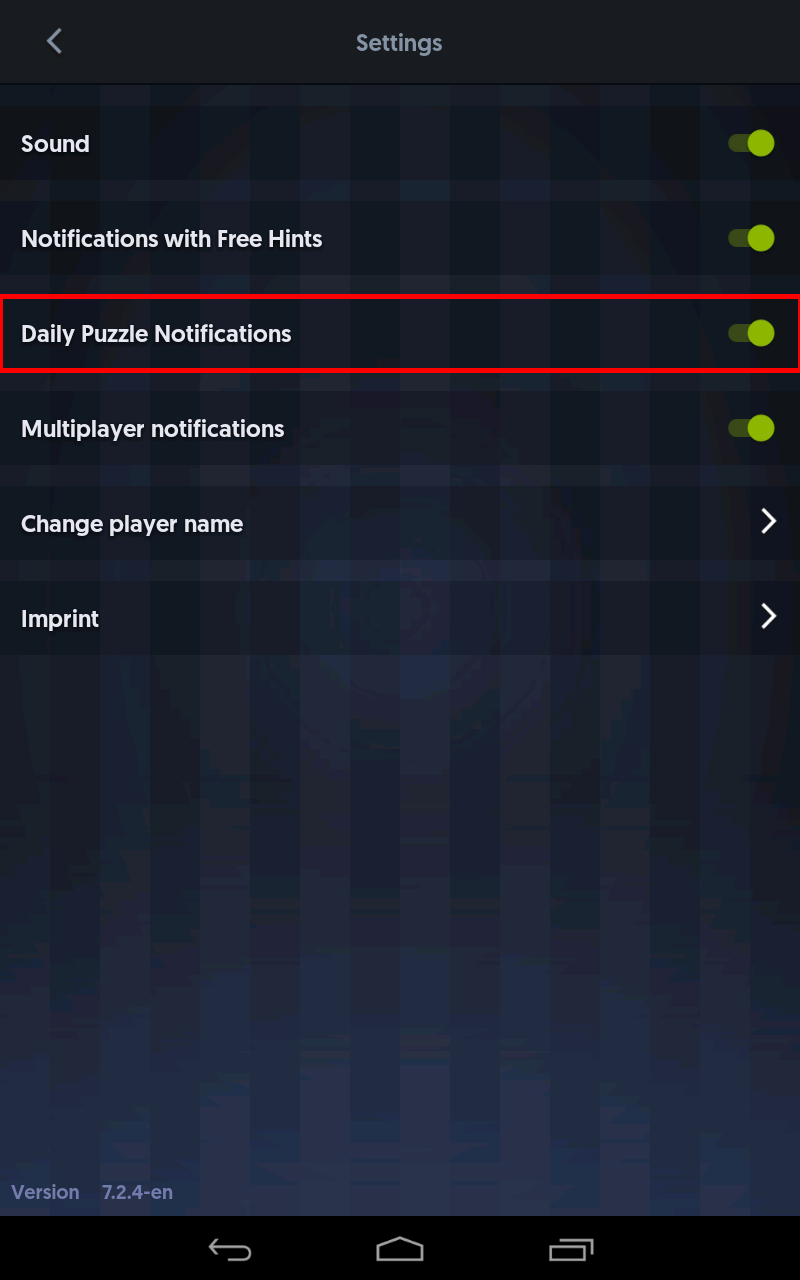 Settings
Sound
Notifications with Free Hints
Daily Puzzle Notifications
Multiplayer notifications
Change player name
Imprint
Version 7.2.4-en